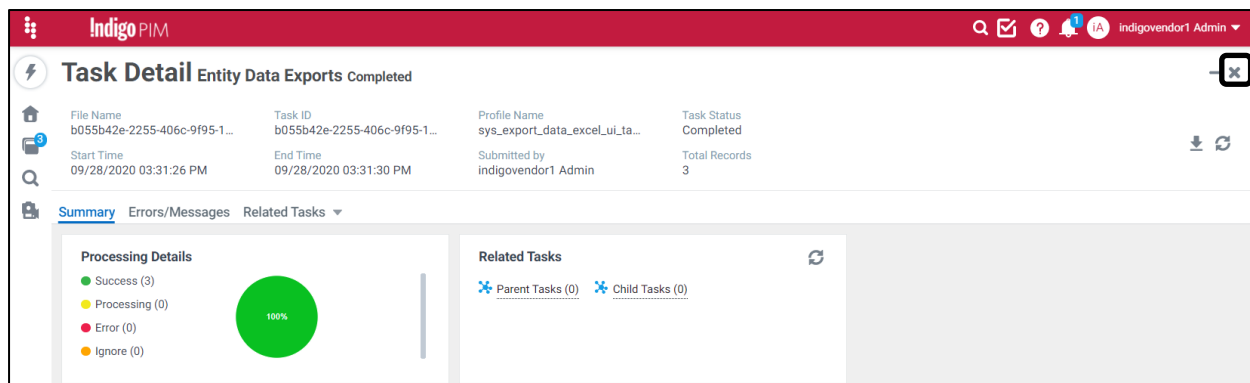 !ndigo PIM
1
iA
indigovendor1 Admin
Task Detail Entity Data Exports Completed
3
File Name
Task ID
Profile Name
Task Status
b055b42e-2255-406c-9f95-1...
b055b42e-2255-406c-9f95-1...
sys_export_data_excel_ui_ta...
Completed
Start Time
End Time
Submitted by
Total Records
09/28/2020 03:31:26 PM
09/28/2020 03:31:30 PM
indigovendor1 Admin
3
Summary Errors/Messages Related Tasks
Processing Details
Success (3)
Processing (0)
Error (0)
Ignore (0)
100%
Related Tasks
Parent Tasks (0) Child Tasks (0)